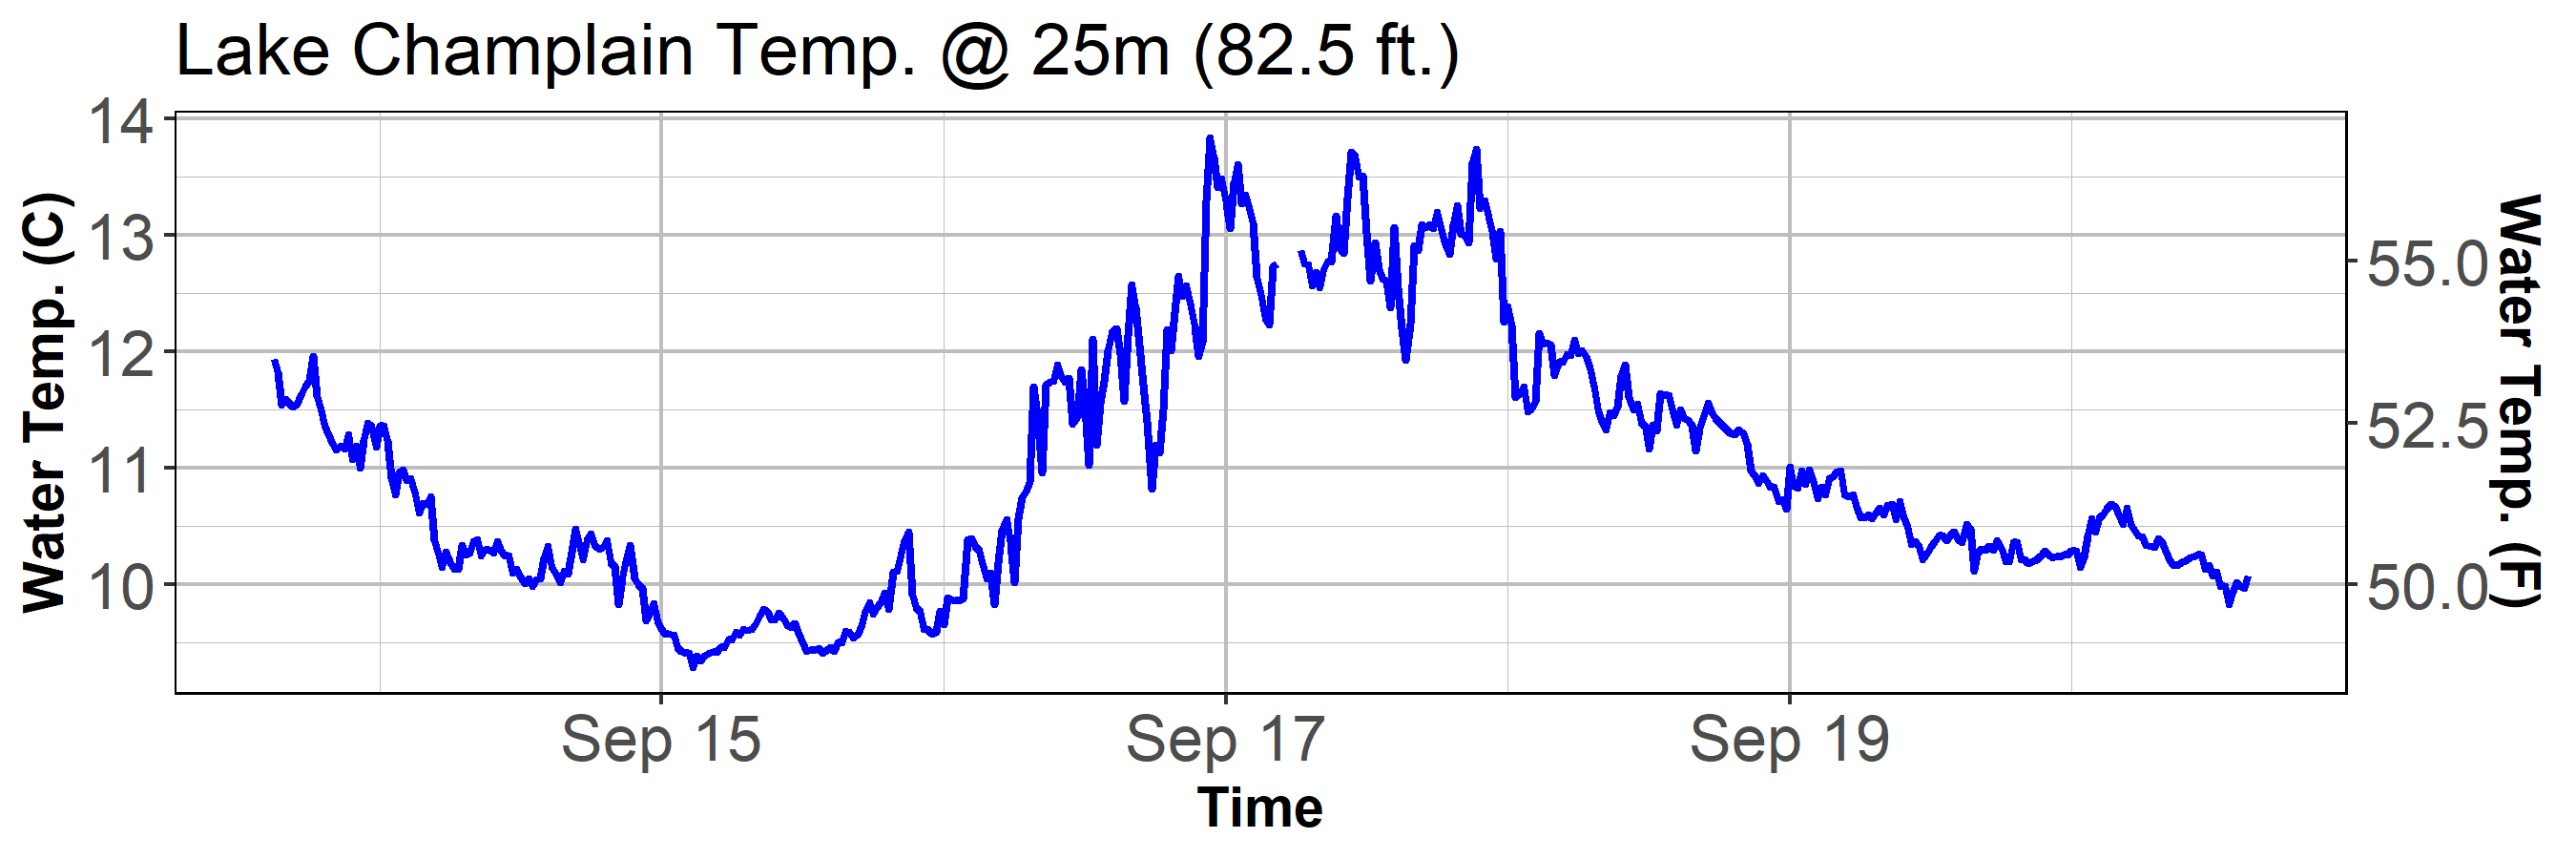 Lake Champlain Temp. @ 25m (82.5 ft.)
Water Temp. (C)
14
13
12
11
10
55.0
52.5
50.0
Water Temp. (F)
Sep 15
Sep 17
Sep 19
Time